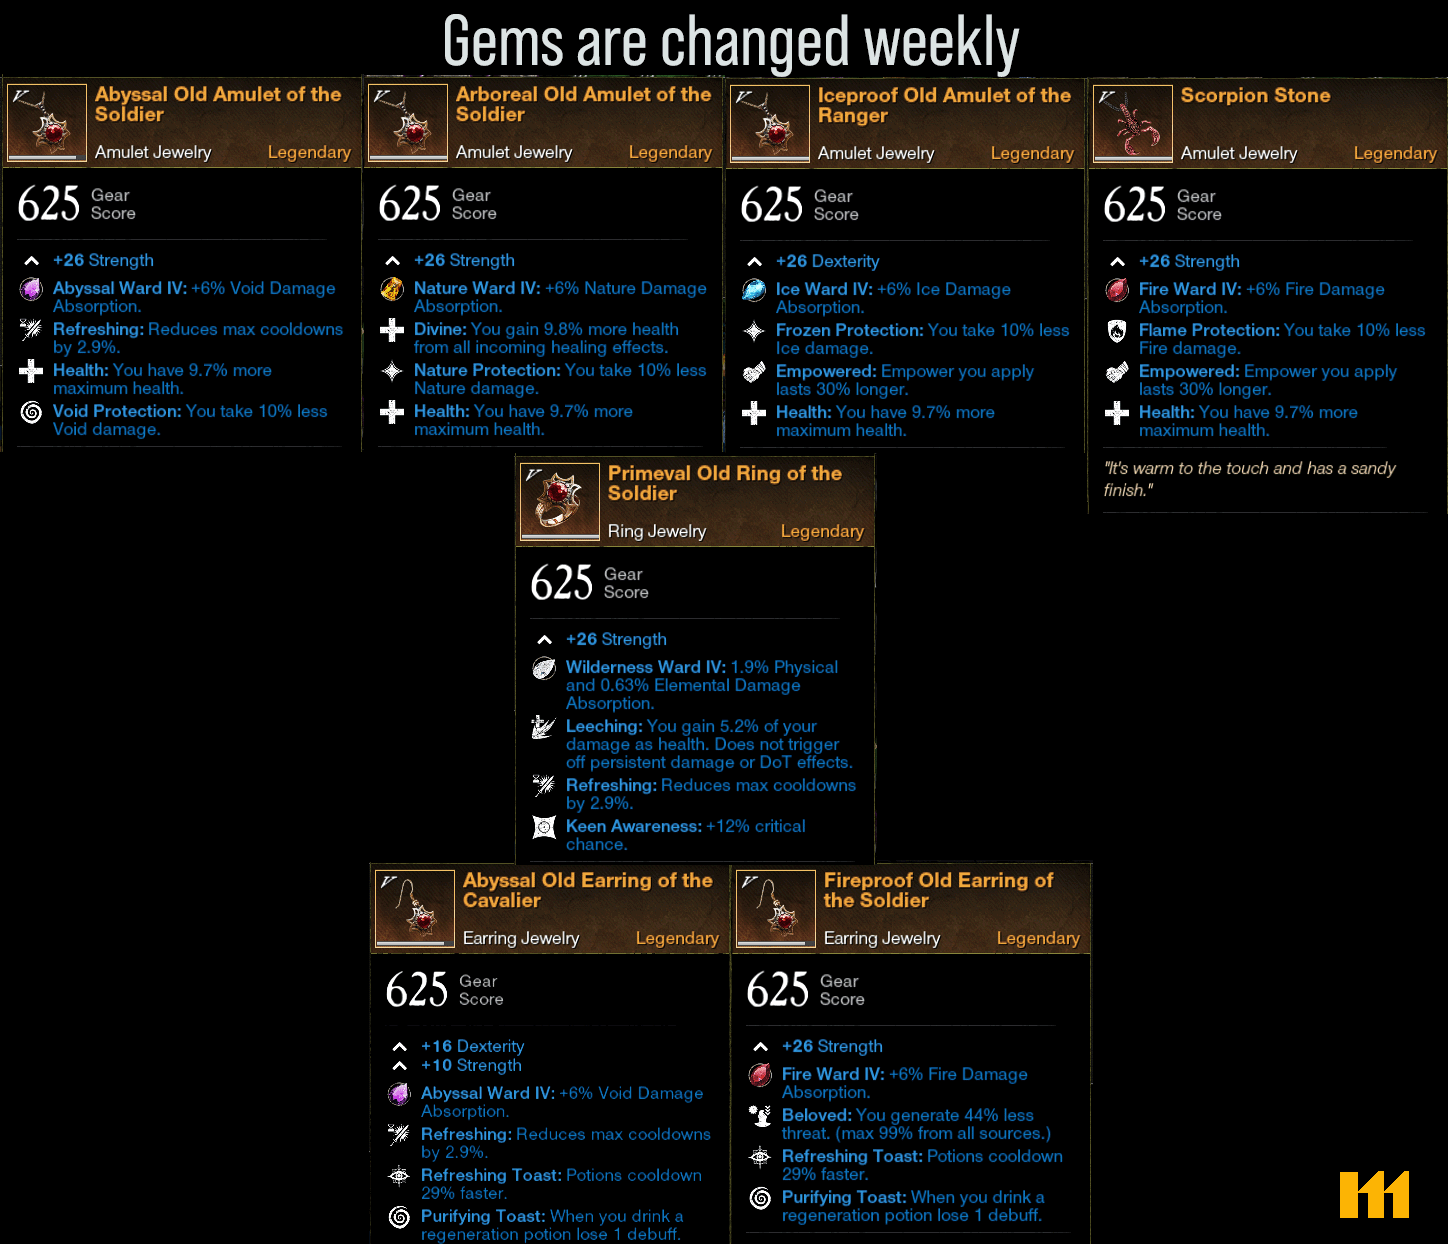 Gems are changed weekly
Abyssal Old Amulet of the
Soldier
Amulet Jewelry Legendary
625 Gear
Score
+26 Strength
Abyssal Ward IV: +6% Void Damage
Absorption.
Refreshing: Reduces max cooldowns
by 2.9%.
Health: You have 9.7% more
maximum health.
Void Protection: You take 10% less
Void damage.
Arboreal Old Amulet of the
Soldier
Amulet Jewelry Legendary
625 Gear
Score
+26 Strength
Nature Ward IV: +6% Nature Damage
Absorption.
Divine: You gain 9.8% more health
from all incoming healing effects.
Nature Protection: You take 10% less
Nature damage.
Health: You have 9.7% more
maximum health.
Iceproof Old Amulet of the
Ranger
Amulet Jewelry Legendary
625 Gear
Score
+26 Dexterity
Ice Ward IV: +6% Ice Damage
Absorption.
Frozen Protection: You take 10% less
Ice damage.
Empowered: Empower you apply
lasts 30% longer.
Health: You have 9.7% more
maximum health.
Scorpion Stone
Amulet Jewelry Legendary
625 Gear
Score
+26 Strength
Fire Ward IV: +6% Fire Damage
Absorption.
Flame Protection: You take 10% less
Fire damage.
Empowered: Empower you apply
lasts 30% longer.
Health: You have 9.7% more
maximum health.
"It's warm to the touch and has a sandy
finish."
Primeval Old Ring of the
Soldier
Ring Jewelry Legendary
625 Gear
Score
+26 Strength
Wilderness Ward IV: 1.9% Physical
and 0.63% Elemental Damage
Absorption.
Leeching: You gain 5.2% of your
damage as health. Does not trigger
off persistent damage or DoT effects.
Refreshing: Reduces max cooldowns
by 2.9%.
Keen Awareness: +12% critical
chance.
Abyssal Old Earring of the
Cavalier
Earring Jewelry Legendary
625 Gear
Score
+16 Dexterity
+10 Strength
Abyssal Ward IV: +6% Void Damage
Absorption.
Refreshing: Reduces max cooldowns
by 2.9%.
Refreshing Toast: Potions cooldown
29% faster.
Purifying Toast: When you drink a
regeneration potion lose 1 debuff.
Fireproof Old Earring of
the Soldier
Earring Jewelry Legendary
625 Gear
Score
+26 Strength
Fire Ward IV: +6% Fire Damage
Absorption.
Beloved: You generate 44% less
threat. (max 99% from all sources.)
Refreshing Toast: Potions cooldown
29% faster.
Purifying Toast: When you drink a
regeneration potion lose 1 debuff.